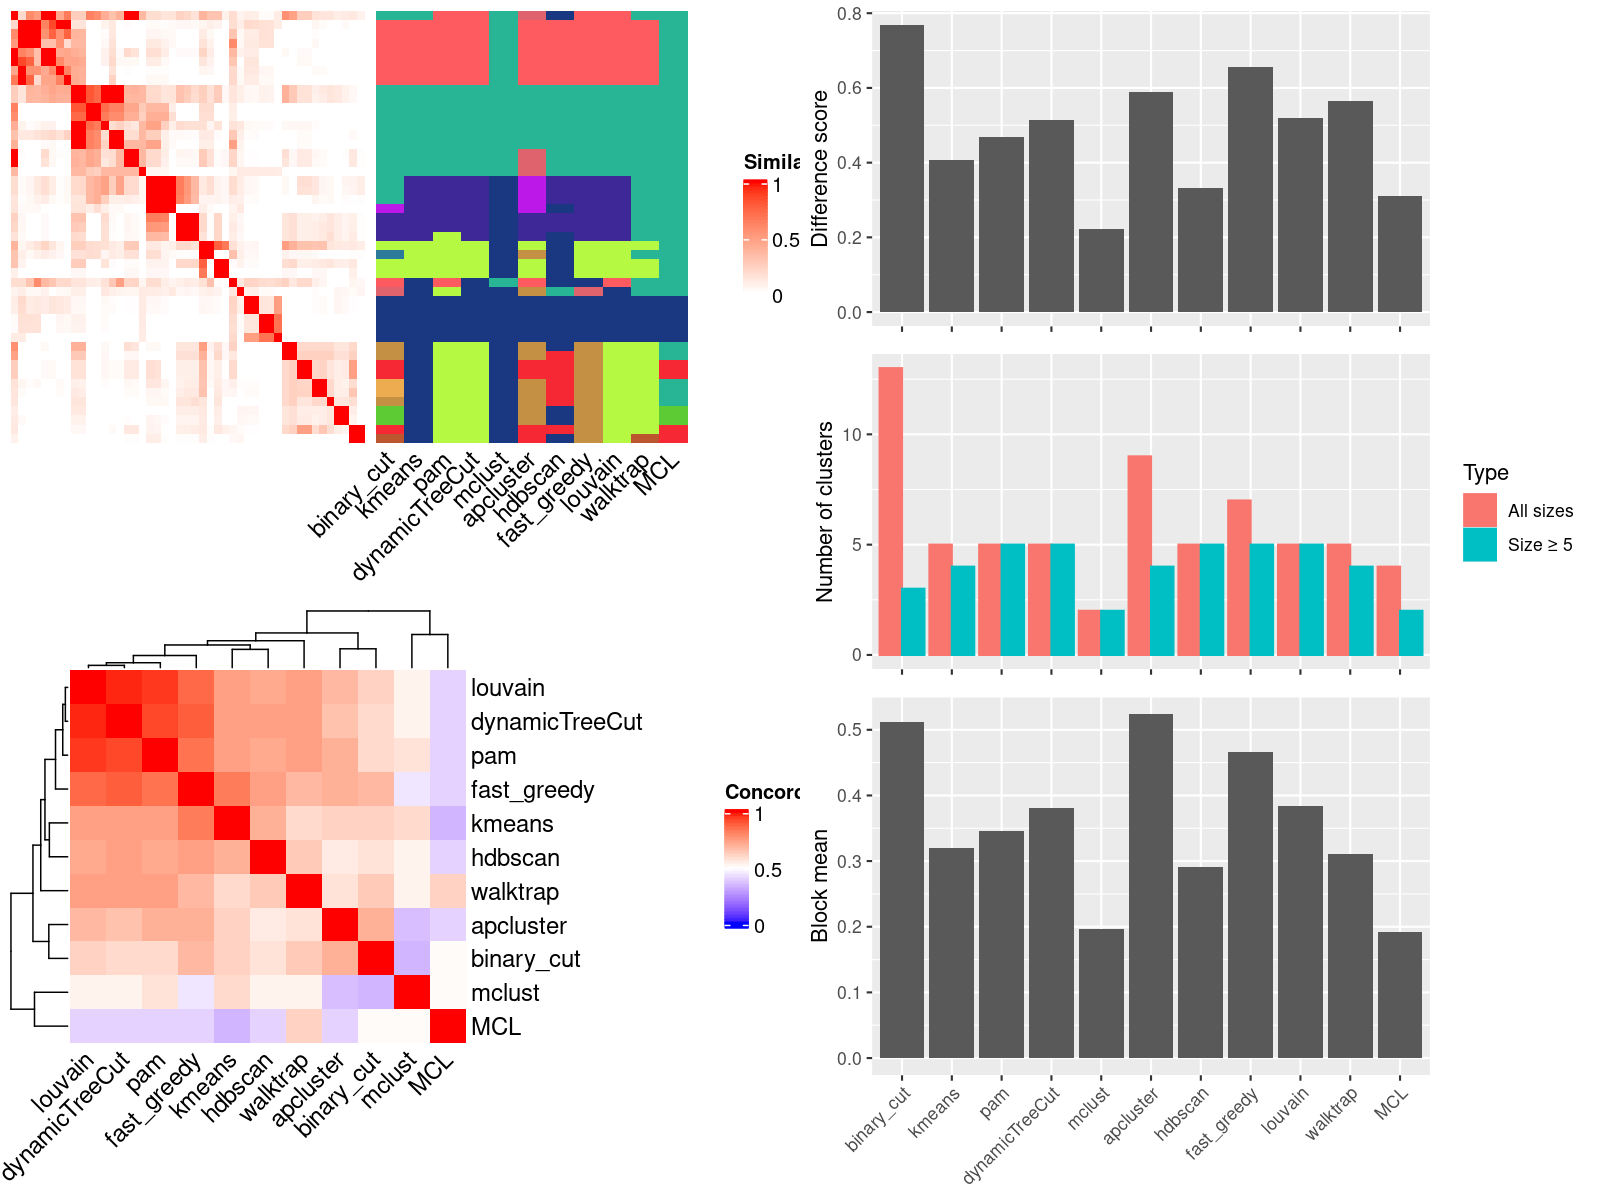 Simila
1
0.5
0
binary_cut
kmeans
pam
dynamicTreeCut
mclust
apcluster
hdbscan
fast_greedy
louvain
walktrap
MCL
louvain
dynamicTreeCut
pam
fast_greedy
kmeans
hdbscan
walktrap
apcluster
binary_cut
mclust
MCL
louvain
dynamicTreeCut
pam
fast_greedy
kmeans
hdbscan
walktrap
apcluster
binary_cut
mclust
MCL
Concord
1
0.5
0
Difference score
0.8
0.6
0.4
0.2
0.0
Number of clusters
10
5
0
Type
All sizes
Size ≥ 5
Block mean
0.5
0.4
0.3
0.2
0.1
0.0
binary_cut
kmeans
pam
dynamicTreeCut
mclust
apcluster
hdbscan
fast_greedy
louvain
walktrap
MCL